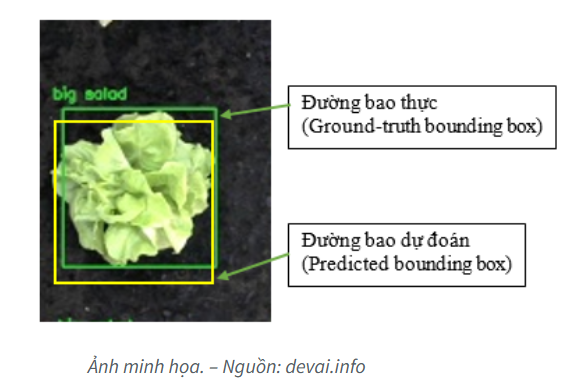 big salad
Đường bao thực
(Ground-truth bounding box)
Đường bao dự đoán
(Predicted bounding box)
Ảnh minh họa. – Nguồn: devai.info